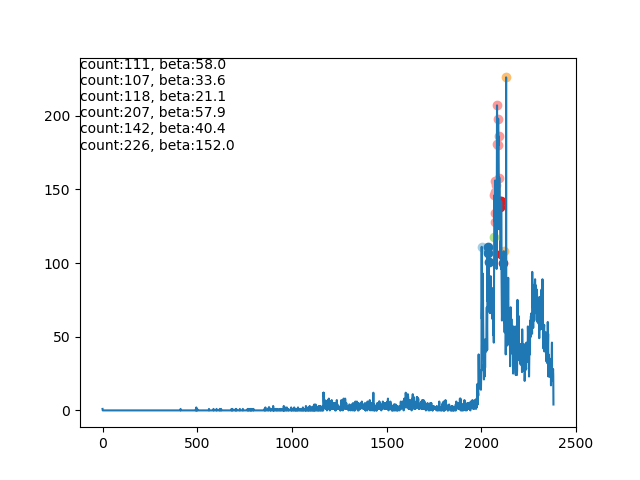 count:111, beta:58.0
count:107, beta:33.6
count:118, beta:21.1
count:207, beta:57.9
count:142, beta:40.4
count:226, beta:152.0
200
150
100
50
0
0 500 1000 1500 2000 2500